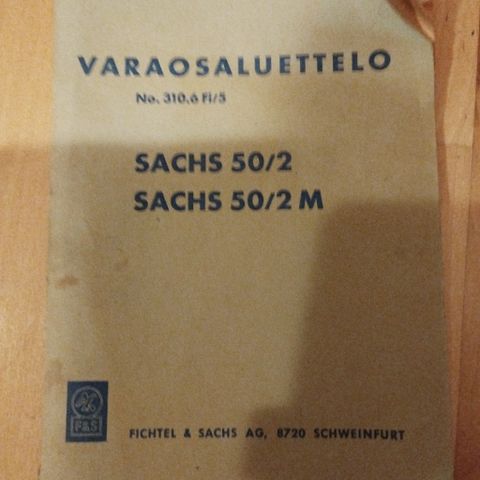 VARAOSALUETTELO
No. 310.6 Fi/5
SACHS 50/2
SACHS 50/2 M
F&S
FICHTEL & SACHS AG, 8720 SCHWEINFURT